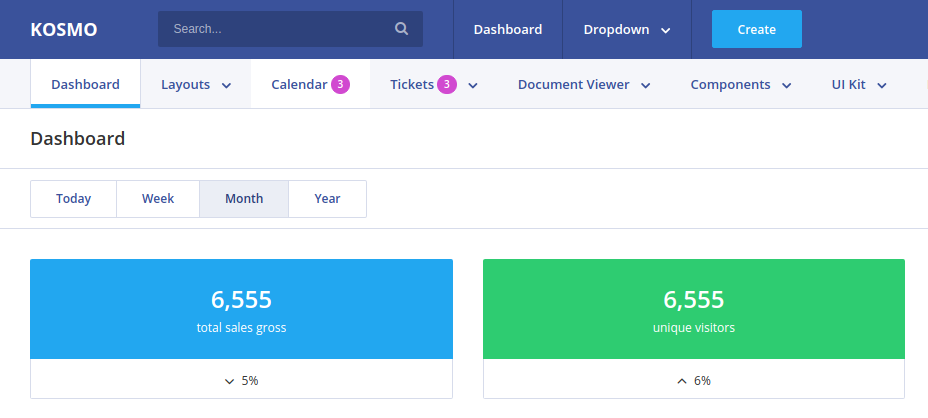 KOSMO Search... Dashboard Dropdown Create
Dashboard Layouts Calendar 3 Tickets 3 Document Viewer Components UI Kit
Dashboard
Today Week Month Year
6,555 6,555
total sales gross unique visitors
5% 6%